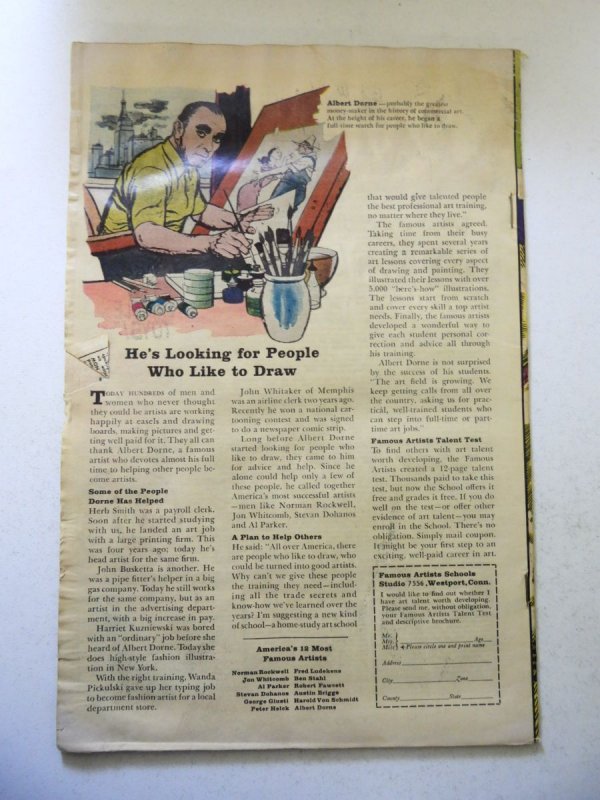 Albert Dorne—probably the greatest
money-maker in the history of commercial art.
At the height of his career, he began a
full-time search for people who like to draw.
He's Looking for People
Who Like to Draw
TODAY HUNDREDS of men and
women who never thought
they could be artists are working
happily at easels and drawing
boards, making pictures and get-
ting well paid for it. They all can
thank Albert Dorne, a famous
artist who devotes almost his full
time to helping other people be-
come artists.
Some of the People
Dorne Has Helped
Herb Smith was a payroll clerk.
Soon after he started studying
with us, he landed an art job
with a large printing firm. This
was four years ago; today he's
head artist for the same firm.
John Busketta is another. He
was a pipe fitter's helper in a big
gas company. Today he still works
for the same company, but as an
artist in the advertising depart-
ment, with a big increase in pay.
Harriet Kuzniewski was bored
with an "ordinary" job before she
heard of Albert Dorne. Today she
does high-style fashion illustra-
tion in New York.
With the right training, Wanda
Pickulski gave up her typing job
to become fashion artist for a local
department store.
John Whitaker of Memphis
was an airline clerk two years ago.
Recently he won a national car-
tooning contest and was signed
to do a newspaper comic strip.
Long before Albert Dorne
started looking for people who
like to draw, they came to him
for advice and help. Since he
alone could help only a few of
these people, he called together
America's most successful artists
—men like Norman Rockwell,
Jon Whitcomb, Stevan Dohanos
and Al Parker.
A Plan to Help Others
He said: "All over America, there
are people who like to draw, who
could be turned into good artists.
Why can't we give these people
the training they need—includ-
ing all the trade secrets and
know-how we've learned over the
years? I'm suggesting a new kind
of school—a home-study art school
America's 12 Most
Famous Artists
Norman Rockwell Fred Ludekens
Jon Whitcomb Ben Stahl
Al Parker Robert Fawcett
Stevan Dohanos Austin Briggs
George Giusti Harold Von Schmidt
Peter Helck Albert Dorne
that would give talented people
the best professional art training,
no matter where they live."
The famous artists agreed.
Taking time from their busy
careers, they spent several years
creating a remarkable series of
art lessons covering every aspect
of drawing and painting. They
illustrated their lessons with over
5,000 "here's-how" illustrations.
The lessons start from scratch
and cover every skill a top artist
needs. Finally, the famous artists
developed a wonderful way to
give each student personal cor-
rection and advice all through
his training.
Albert Dorne is not surprised
by the success of his students.
"The art field is growing. We
keep getting calls from all over
the country, asking us for prac-
tical, well-trained students who
can step into full-time or part-
time art jobs."
Famous Artists Talent Test
To find others with art talent
worth developing, the Famous
Artists created a 12-page talent
test. Thousands paid to take this
test, but now the School offers it
free and grades it free. If you do
well on the test—or offer other
evidence of art talent—you may
enroll in the School. There's no
obligation. Simply mail coupon.
It might be your first step to an
exciting, well-paid career in art.
Famous Artists Schools
Studio 7356, Westport, Conn.
I would like to find out whether I
have art talent worth developing.
Please send me, without obligation,
your Famous Artists Talent Test
and descriptive brochure.
Mr.
Mrs. Age
Miss Please circle one and print name
Address
City Zone
County State